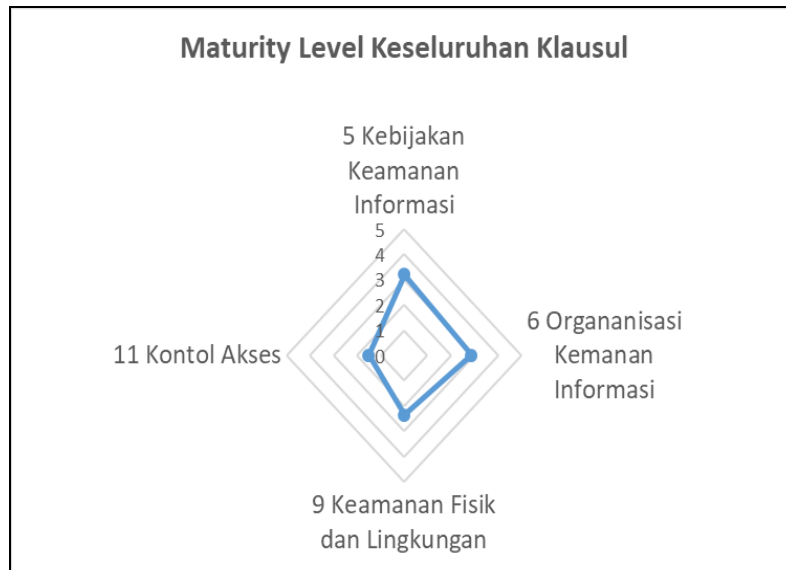 Maturity Level Keseluruhan Klausul
5 Kebijakan
Keamanan
Informasi
5
4
3
2
1
0
6 Organanisasi
Kemanan
Informasi
11 Kontol Akses
9 Keamanan Fisik
dan Lingkungan